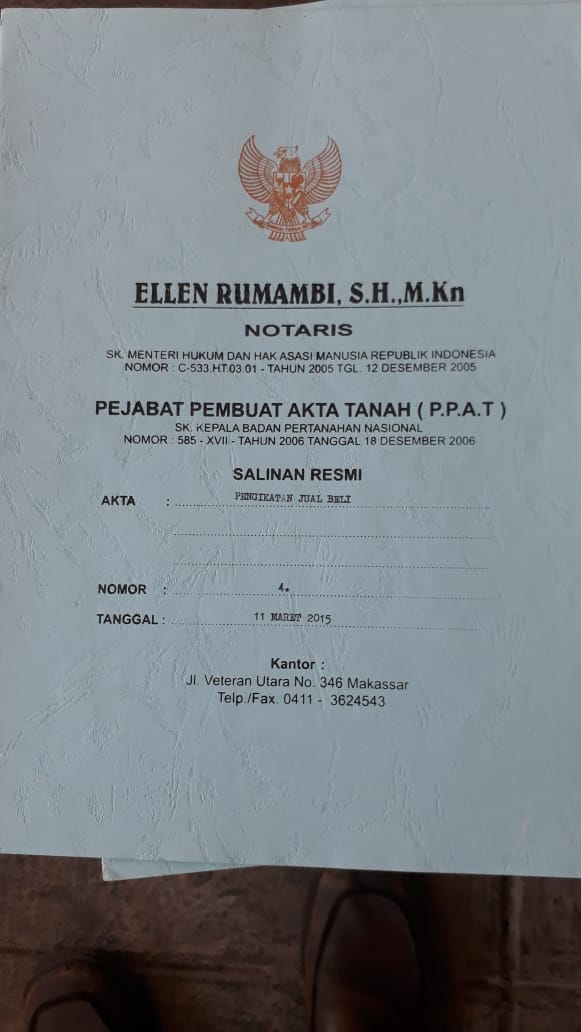 ELLEN RUMAMBI, S.H.,M.Kn
NOTARIS
SK. MENTERI HUKUM DAN HAK ASASI MANUSIA REPUBLIK INDONESIA
NOMOR : C-533.HT.03.01 - TAHUN 2005 TGL. 12 DESEMBER 2005
PEJABAT PEMBUAT AKTA TANAH ( P.P.A.T )
SK. KEPALA BADAN PERTANAHAN NASIONAL
NOMOR : 585 - XVII - TAHUN 2006 TANGGAL 18 DESEMBER 2006
SALINAN RESMI
AKTA : PENGIKATAN JUAL BELI
NOMOR : 4.
TANGGAL : 11 MARET 2015
Kantor :
Jl. Veteran Utara No. 346 Makassar
Telp./Fax. 0411 - 3624543